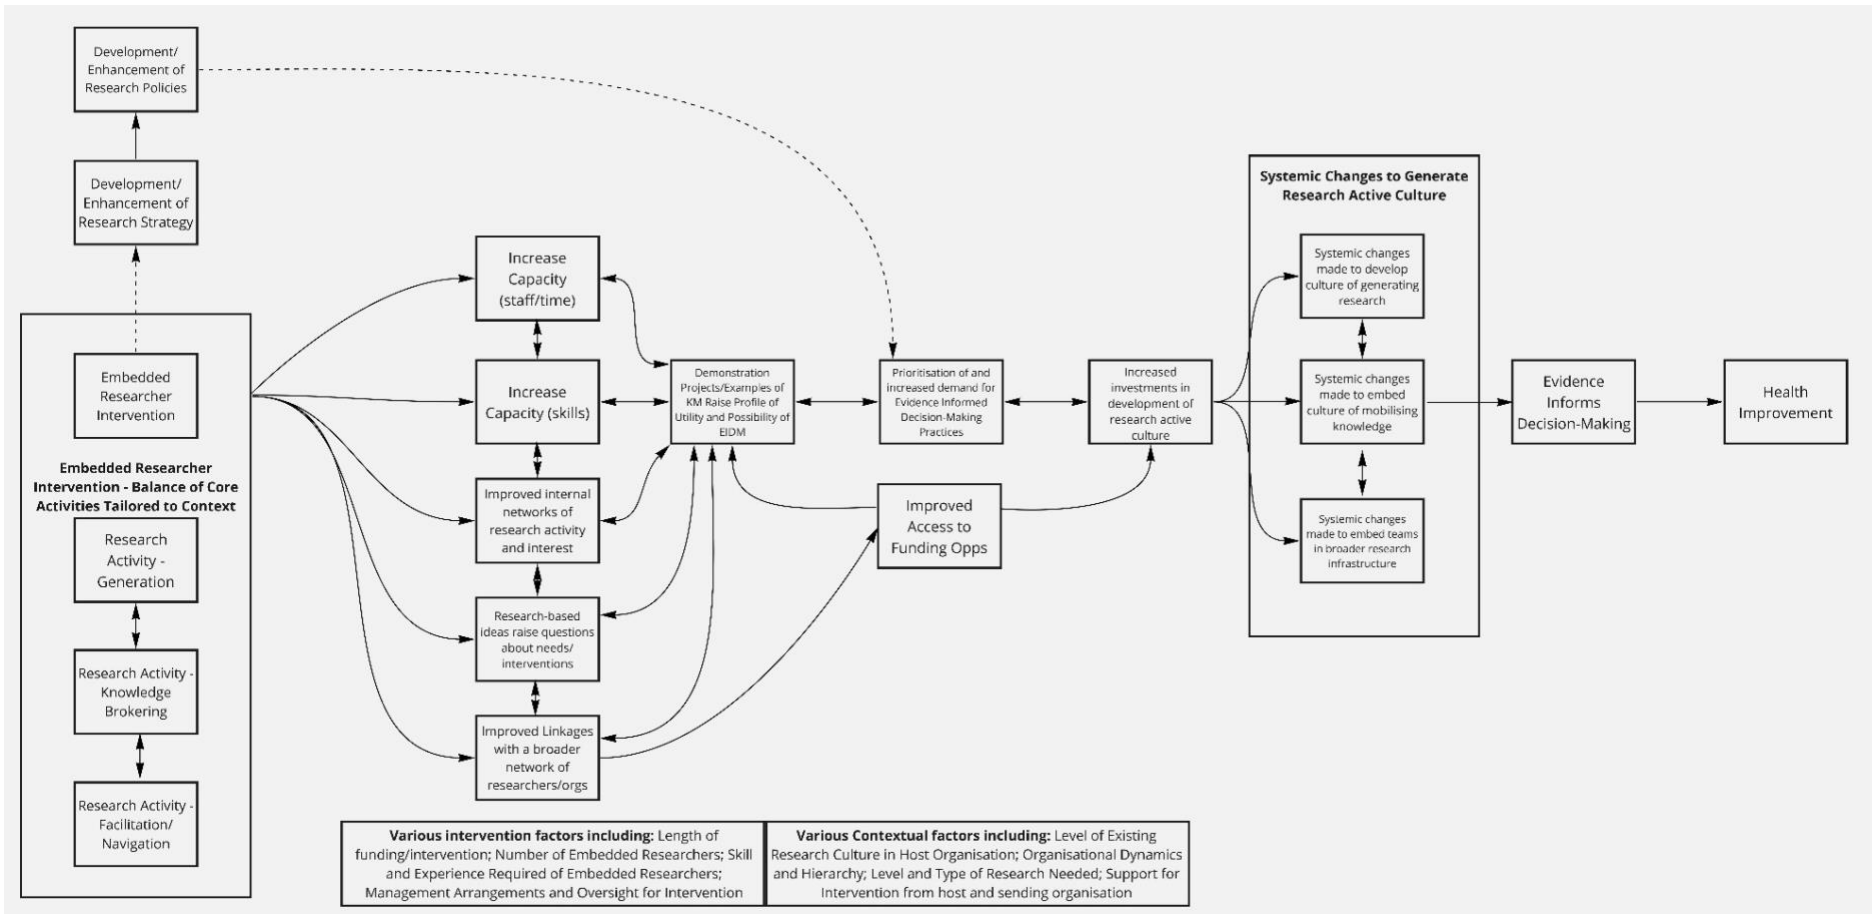 Development/
Enhancement of
Research Policies
Development/
Enhancement of
Research Strategy
Embedded
Researcher
Intervention
Embedded Researcher
Intervention - Balance of Core
Activities Tailored to Context
Research
Activity -
Generation
Research Activity -
Knowledge
Brokering
Research Activity -
Facilitation/
Navigation
Increase
Capacity
(staff/time)
Increase
Capacity (skills)
Improved internal
networks of
research activity
and interest
Research-based
ideas raise questions
about needs/
interventions
Improved Linkages
with a broader
network of
researchers/orgs
Demonstration
Projects/Examples of
KM Raise Profile of
Utility and Possibility of
EIDM
Prioritisation of and
increased demand for
Evidence Informed
Decision-Making
Practices
Improved
Access to
Funding Opps
Increased
investments in
development of
research active
culture
Systemic Changes to Generate
Research Active Culture
Systemic changes
made to develop
culture of generating
research
Systemic changes
made to embed
culture of mobilising
knowledge
Systemic changes
made to embed teams
in broader research
infrastructure
Evidence
Informs
Decision-Making
Health
Improvement
Various intervention factors including: Length of
funding/intervention; Number of Embedded Researchers; Skill
and Experience Required of Embedded Researchers;
Management Arrangements and Oversight for Intervention
Various Contextual factors including: Level of Existing
Research Culture in Host Organisation; Organisational Dynamics
and Hierarchy; Level and Type of Research Needed; Support for
Intervention from host and sending organisation